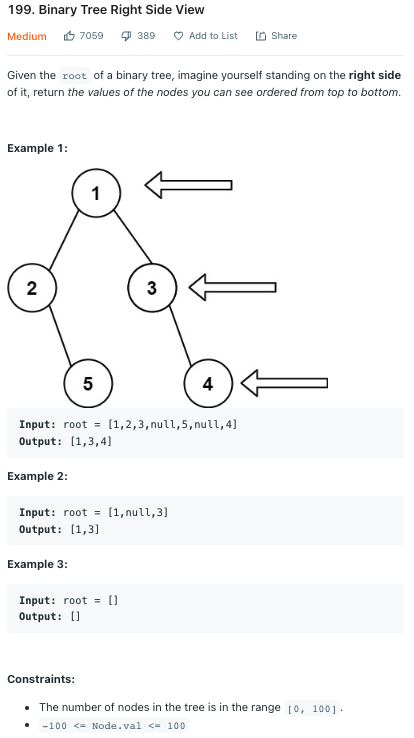 199. Binary Tree Right Side View
Medium 7059 389 Add to List Share
Given the root of a binary tree, imagine yourself standing on the right side
of it, return the values of the nodes you can see ordered from top to bottom.
Example 1:
1
2 3
5 4
Input: root = [1,2,3,null,5,null,4]
Output: [1,3,4]
Example 2:
Input: root = [1,null,3]
Output: [1,3]
Example 3:
Input: root = []
Output: []
Constraints:
• The number of nodes in the tree is in the range [0, 100].
• -100 <= Node.val <= 100